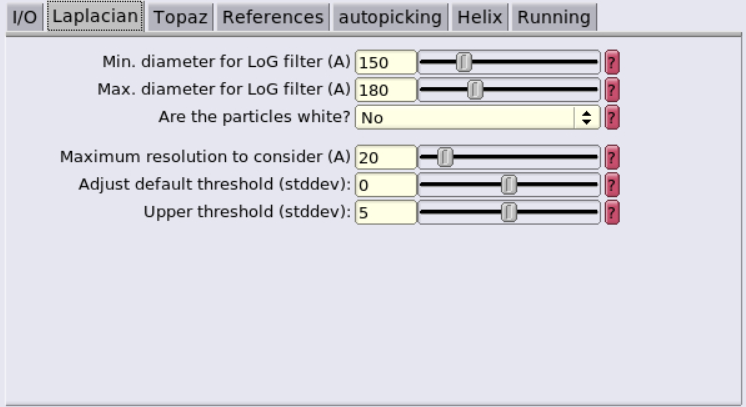 I/O Laplacian Topaz References autopicking Helix Running
Min. diameter for LoG filter (A) 150 ?
Max. diameter for LoG filter (A) 180 ?
Are the particles white? No ?
Maximum resolution to consider (A) 20 ?
Adjust default threshold (stddev): 0 ?
Upper threshold (stddev): 5 ?